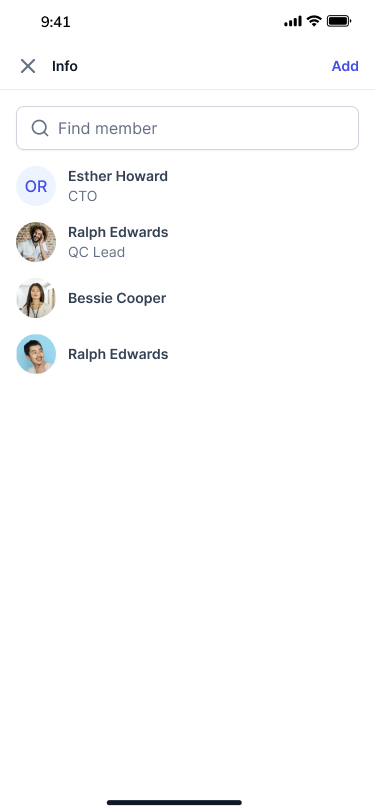 9:41
Info
Add
Find member
OR
Esther Howard
CTO
Ralph Edwards
QC Lead
Bessie Cooper
Ralph Edwards